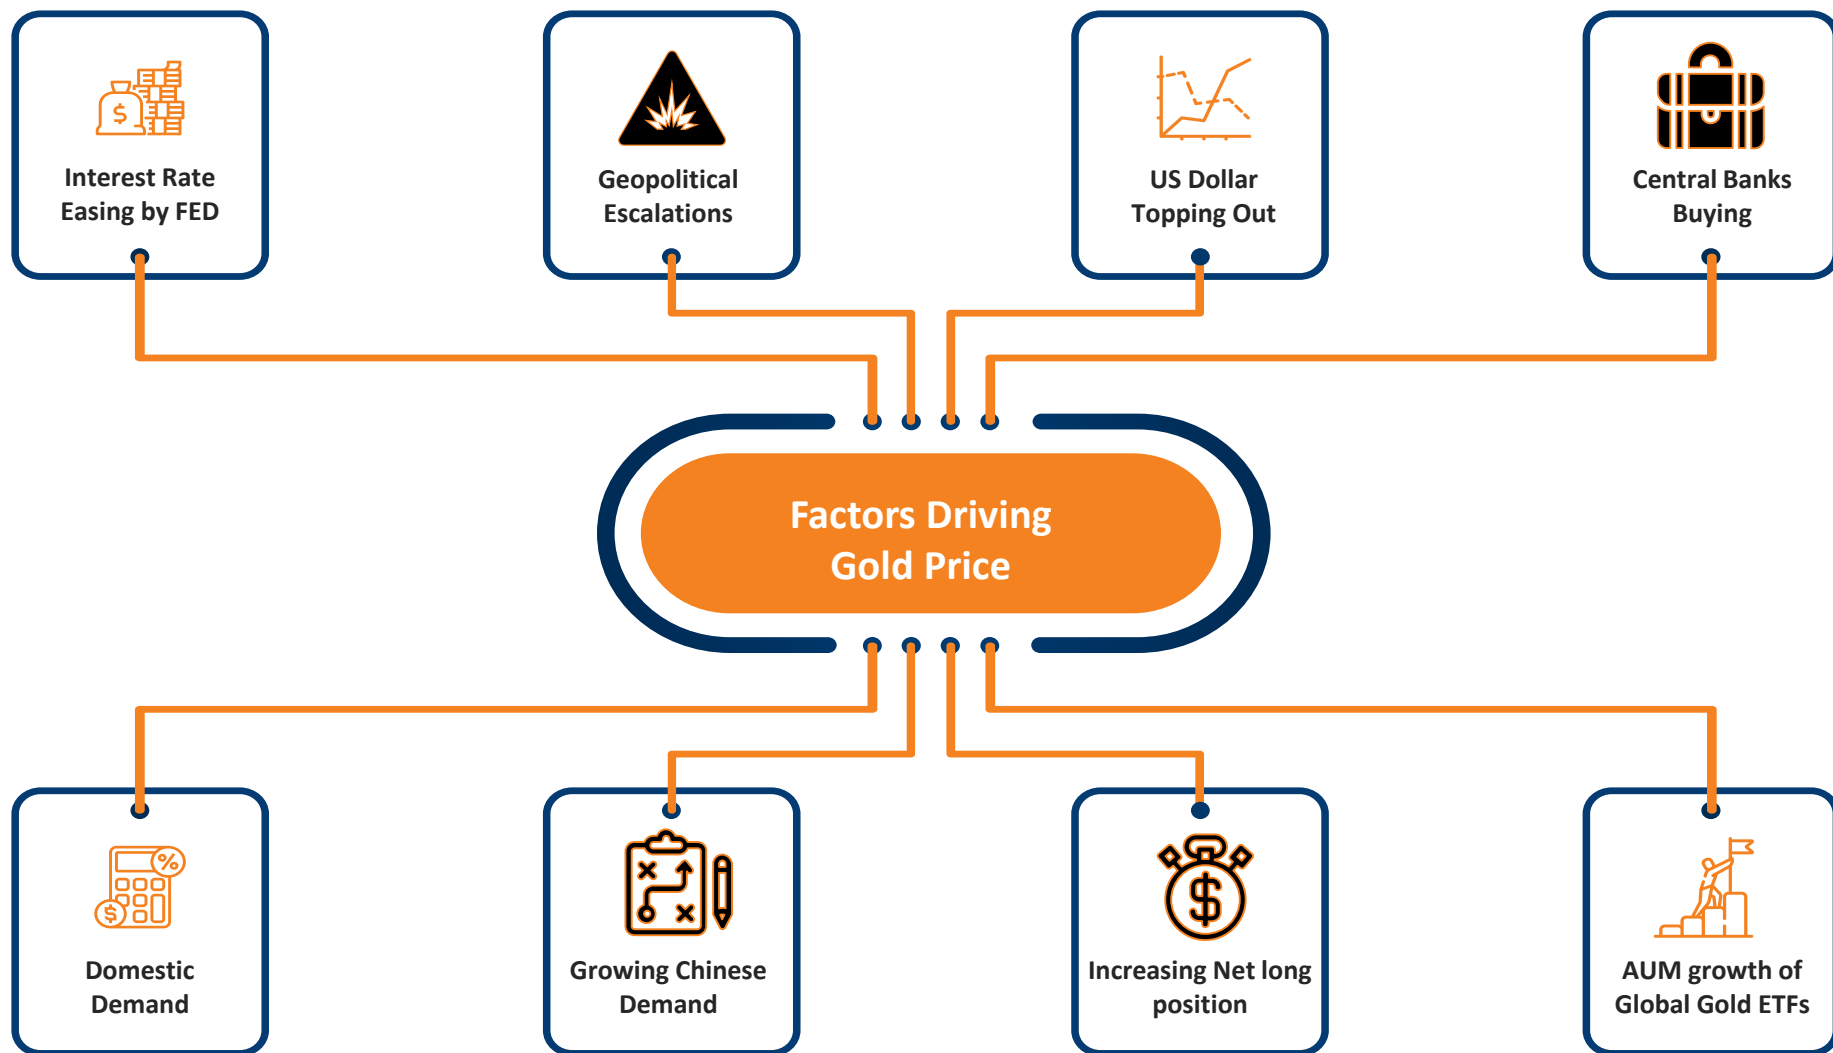 Interest Rate
Easing by FED
Geopolitical
Escalations
US Dollar
Topping Out
Central Banks
Buying
$
Factors Driving
Gold Price
Domestic
Demand
%
$
Growing Chinese
Demand
Increasing Net long
position
$
AUM growth of
Global Gold ETFs